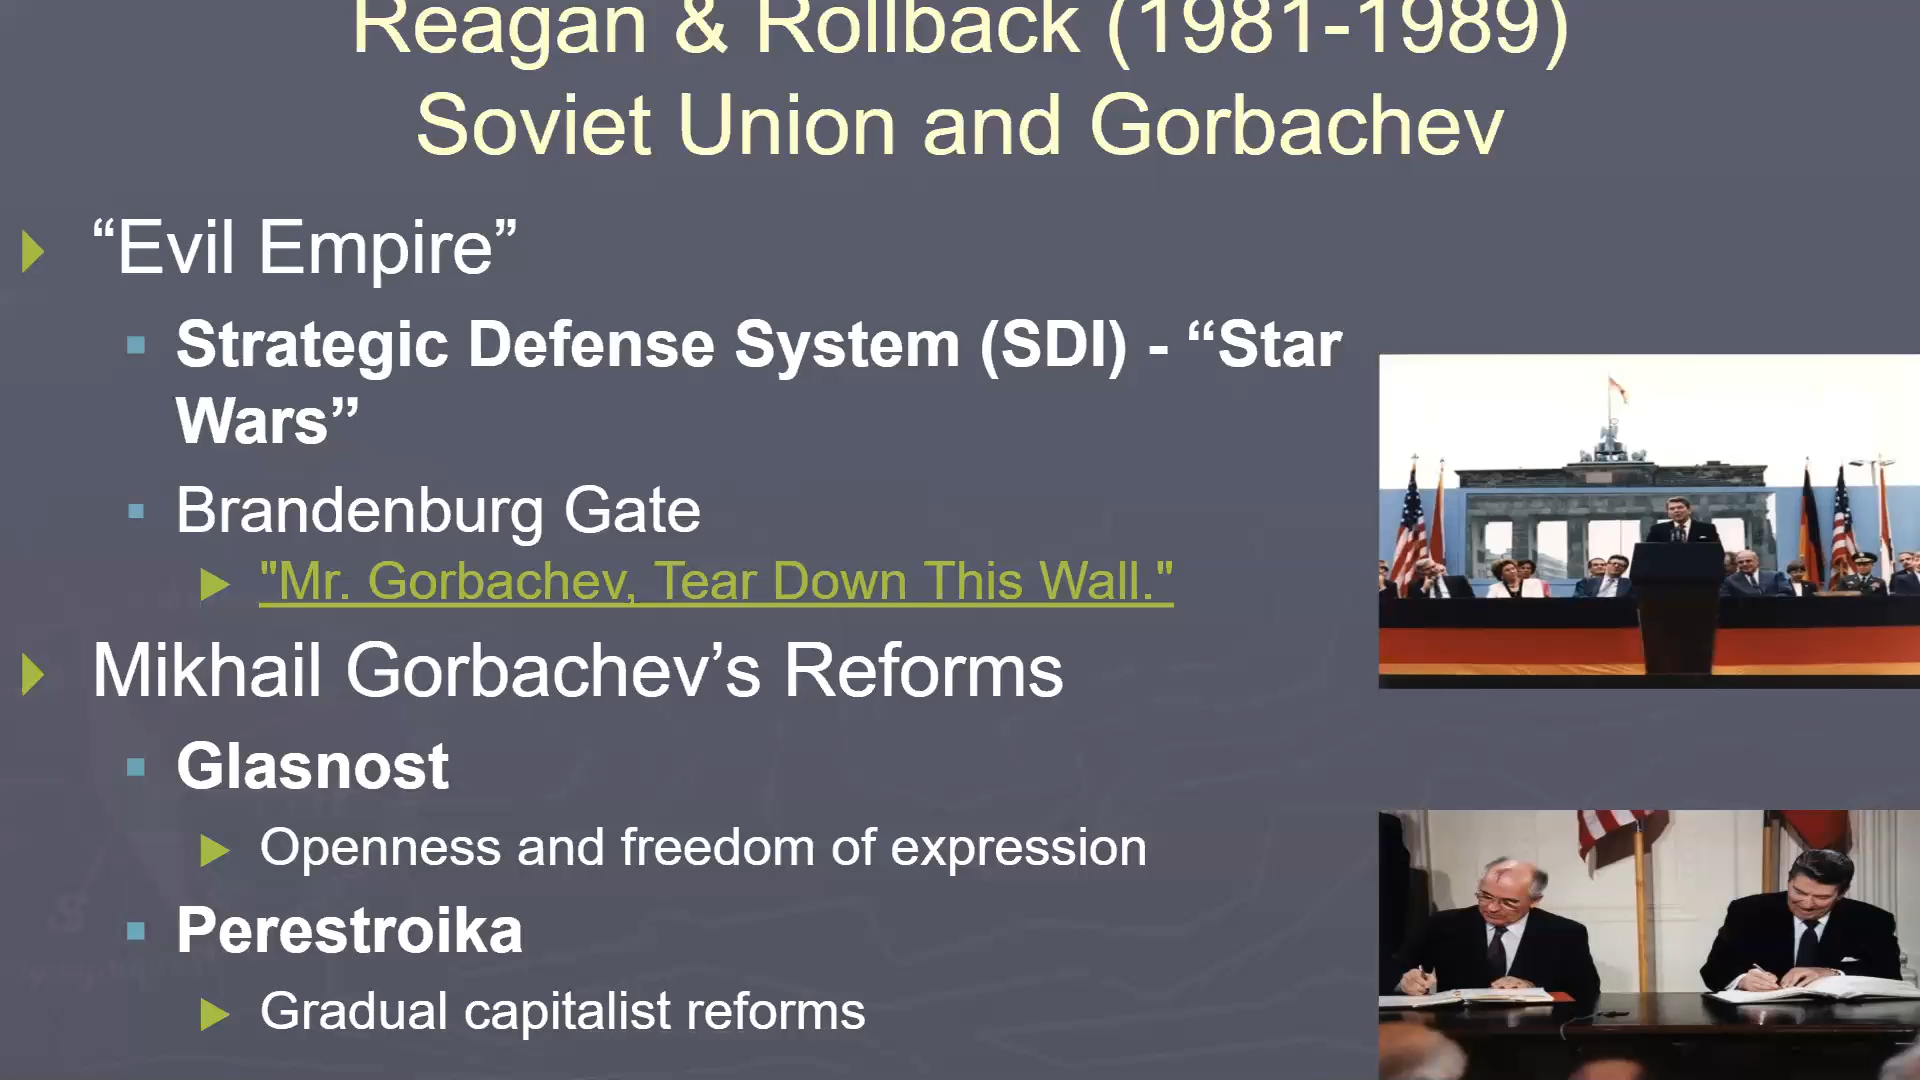 Reagan & Rollback (1981-1989)
Soviet Union and Gorbachev
“Evil Empire”
Strategic Defense System (SDI) - “Star
Wars”
Brandenburg Gate
"Mr. Gorbachev, Tear Down This Wall."
Mikhail Gorbachev’s Reforms
Glasnost
Openness and freedom of expression
Perestroika
Gradual capitalist reforms